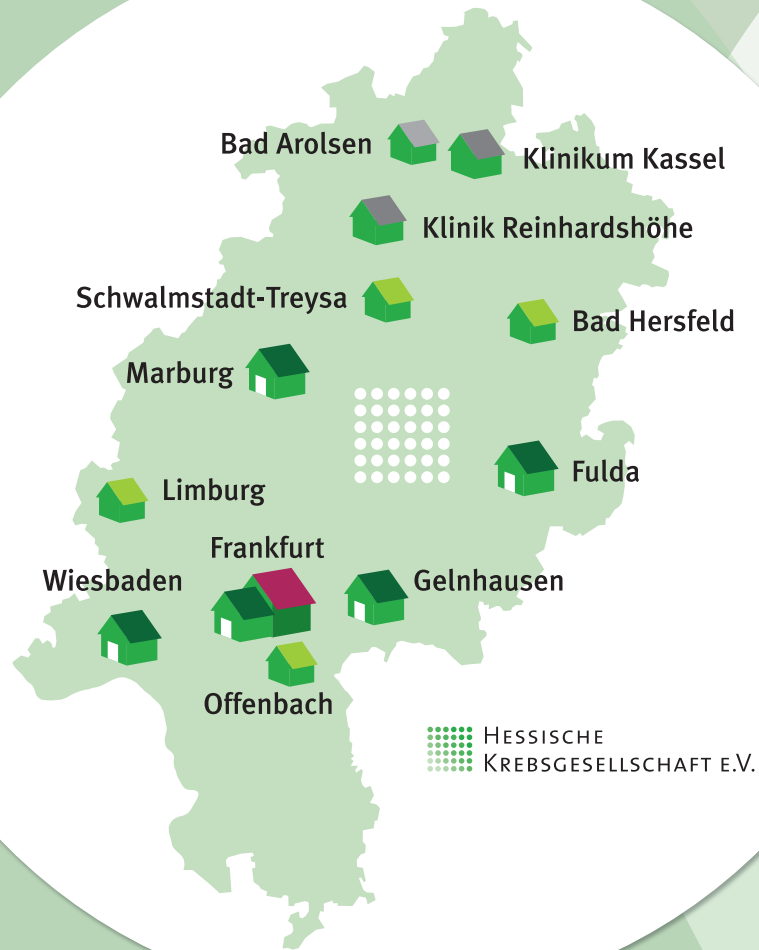 Bad Arolsen
Klinikum Kassel
Klinik Reinhardshöhe
Schwalmstadt-Treysa
Bad Hersfeld
Marburg
Fulda
Limburg
Frankfurt
Wiesbaden
Gelnhausen
Offenbach
HESSISCHE
KREBSGESELLSCHAFT E.V.